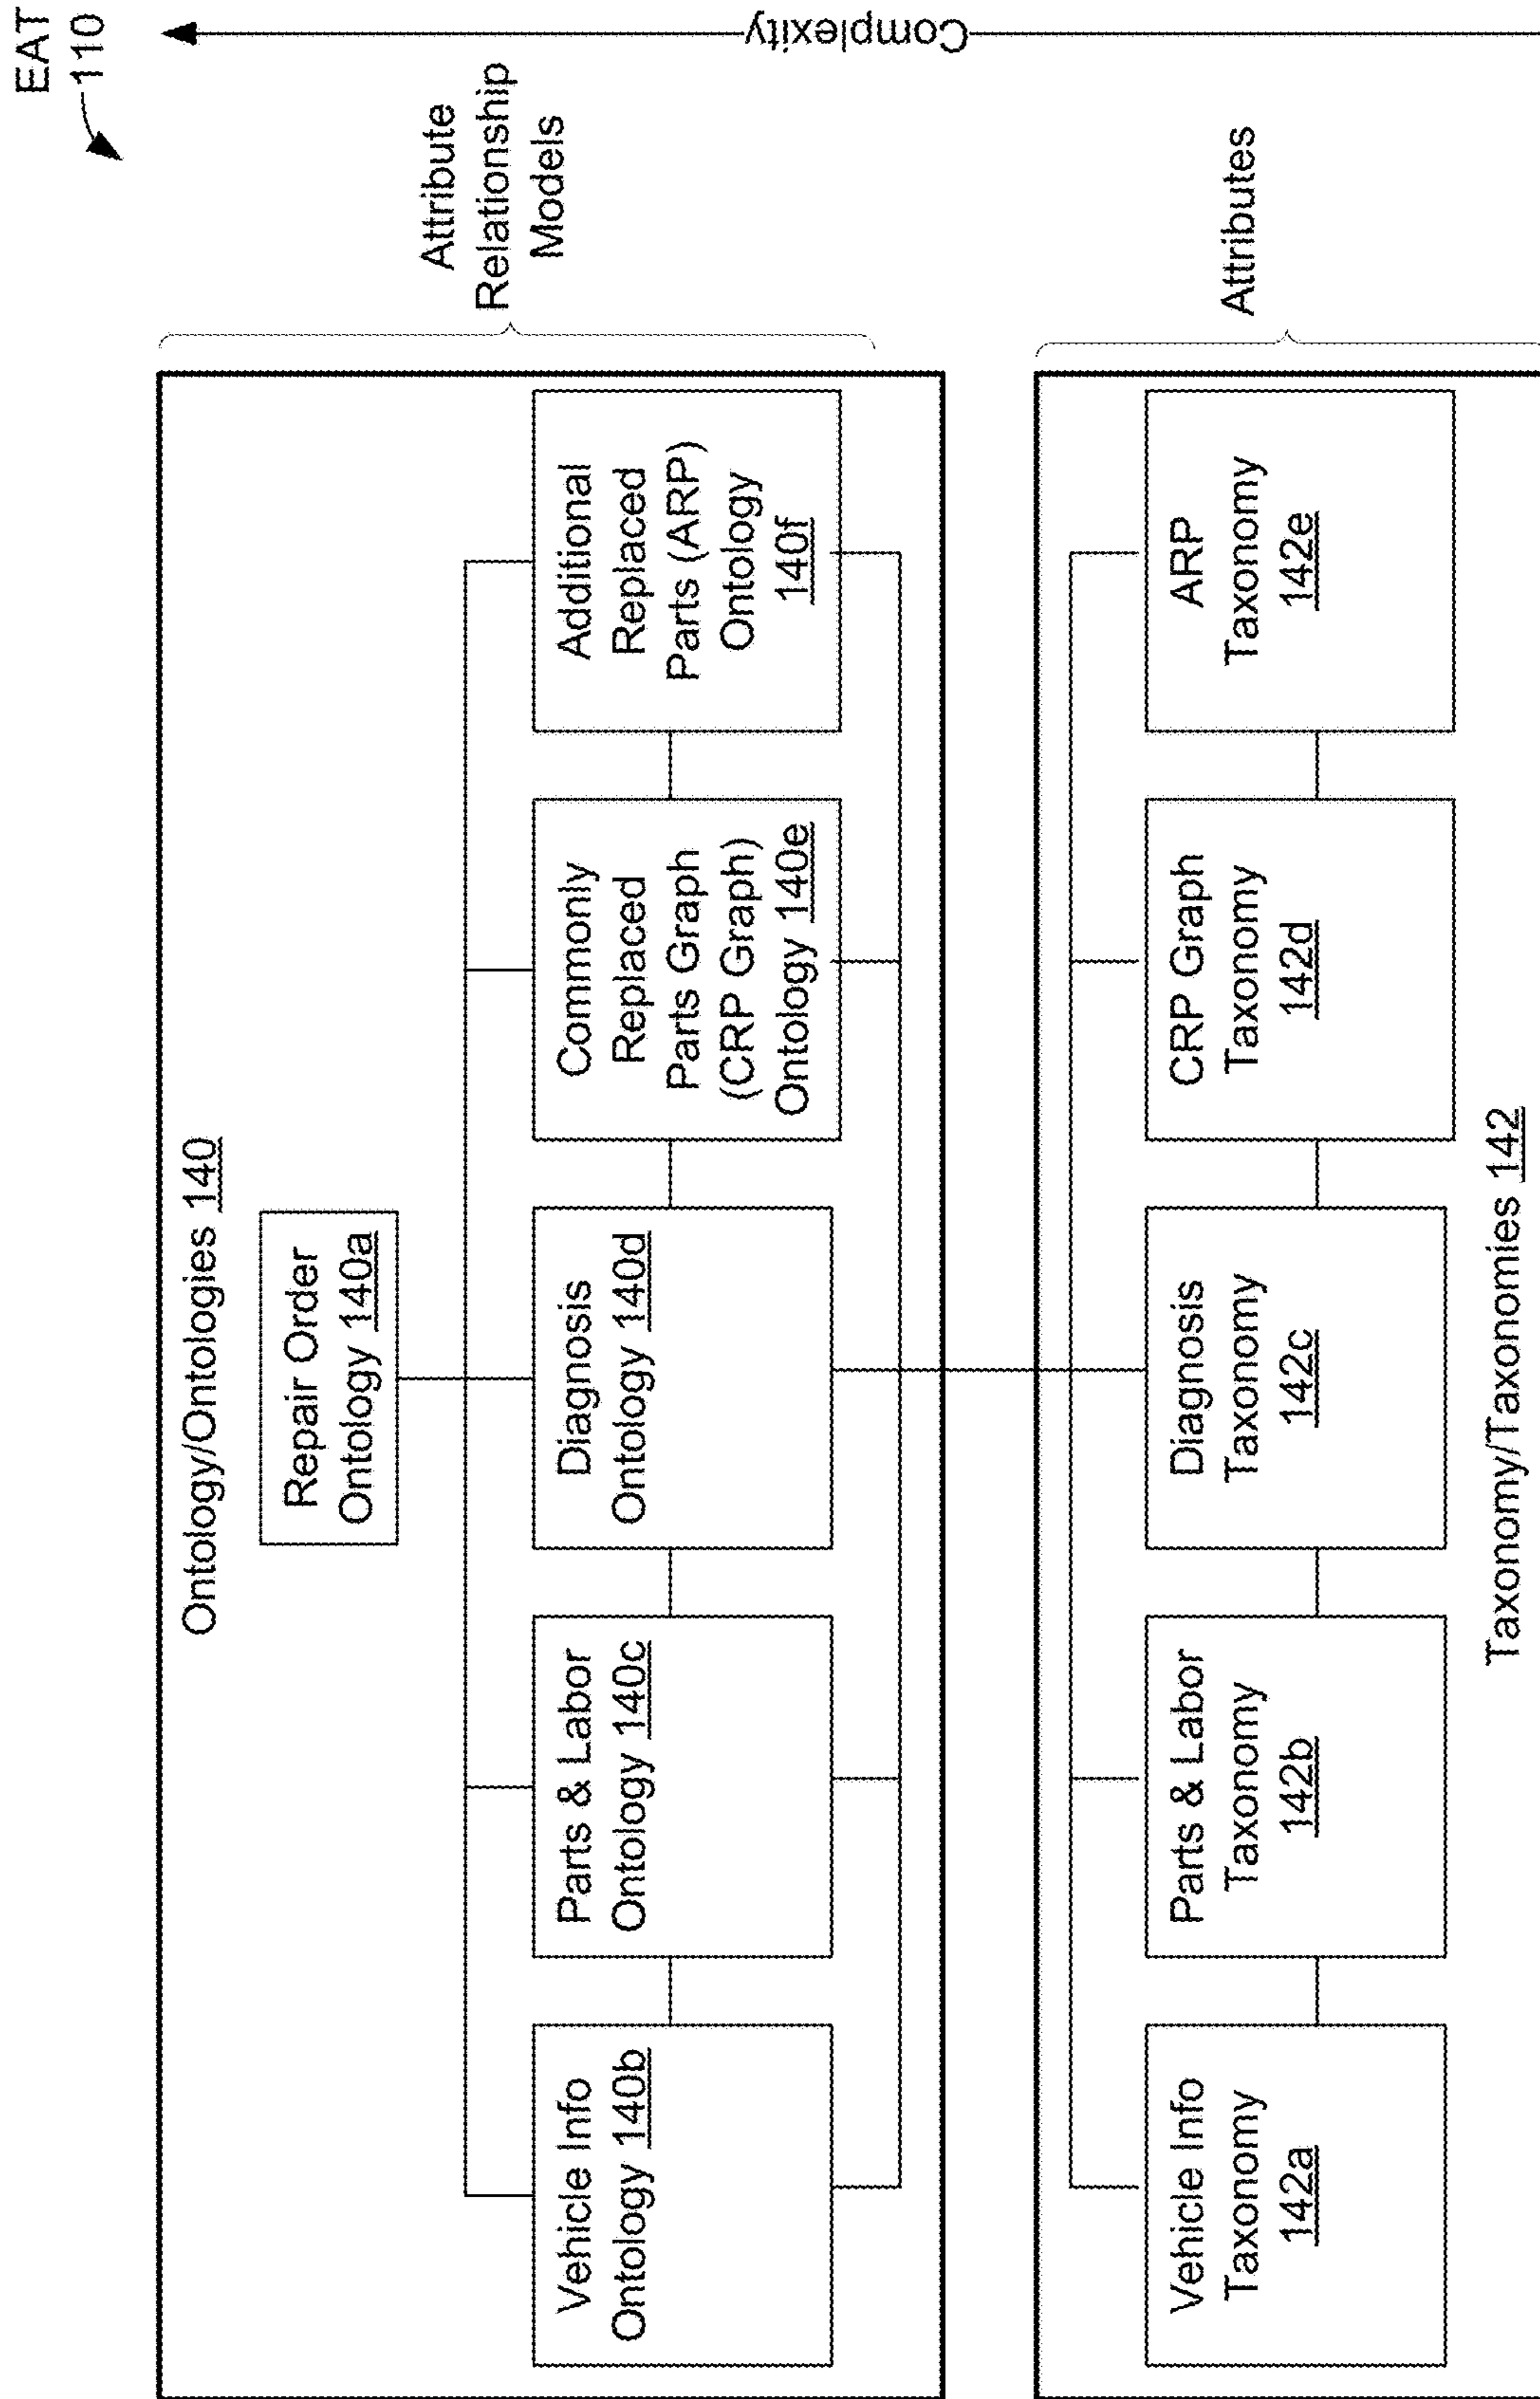 EAT
110
Ontology/Ontologies 140
Repair Order
Ontology 140a
Vehicle Info
Ontology 140b
Parts & Labor
Ontology 140c
Diagnosis
Ontology 140d
Commonly
Replaced
Parts Graph
(CRP Graph)
Ontology 140e
Additional
Replaced
Parts (ARP)
Ontology
140f
Attribute
Relationship
Models
Complexity
Vehicle Info
Taxonomy
142a
Parts & Labor
Taxonomy
142b
Diagnosis
Taxonomy
142c
CRP Graph
Taxonomy
142d
ARP
Taxonomy
142e
Attributes
Taxonomy/Taxonomies 142